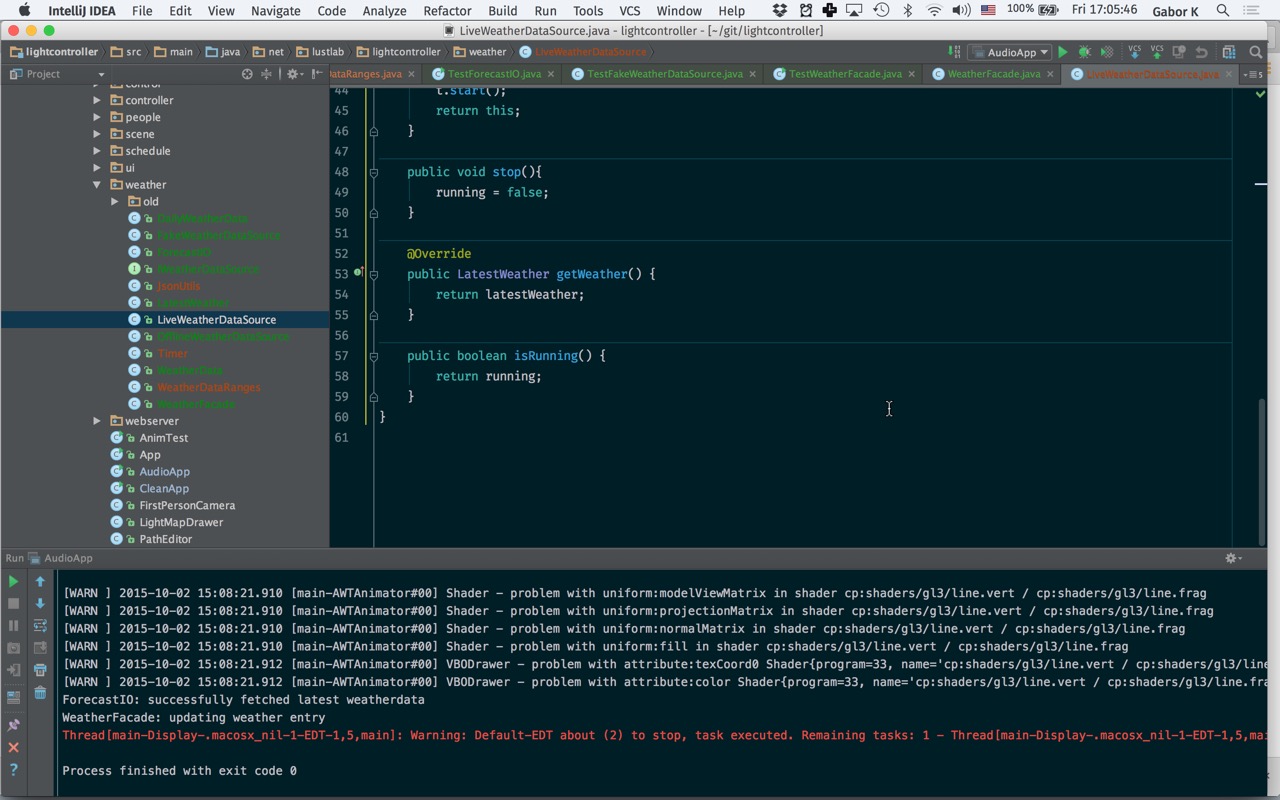 IntelliJ IDEA File Edit View Navigate Code Analyze Refactor Build Run Tools VCS Window Help 100% Fri 17:05:46 Gabor K
LiveWeatherDataSource.java - lightcontroller - [~/git/lightcontroller]
lightcontroller src main java net lustlab lightcontroller weather LiveWeatherDataSource AudioApp VCS VCS
Project
DataRanges.java TestForecastIO.java TestFakeWeatherDataSource.java TestWeatherFacade.java WeatherFacade.java LiveWeatherDataSource.java
control
controller
people
scene
schedule
ui
weather
old
DailyWeatherData
FakeWeatherDataSource
ForecastIO
WeatherDataSource
JsonUtils
LatestWeather
LiveWeatherDataSource
OfflineWeatherDataSource
Timer
WeatherData
WeatherDataRanges
WeatherFacade
webserver
AnimTest
App
AudioApp
CleanApp
FirstPersonCamera
LightMapDrawer
PathEditor
44 t.start();
45 return this;
46 }
47
48 public void stop(){
49 running = false;
50 }
51
52 @Override
53 public LatestWeather getWeather() {
54 return latestWeather;
55 }
56
57 public boolean isRunning() {
58 return running;
59 }
60 }
61
Run AudioApp
[WARN ] 2015-10-02 15:08:21.910 [main-AWTAnimator#00] Shader - problem with uniform:modelViewMatrix in shader cp:shaders/gl3/line.vert / cp:shaders/gl3/line.frag
[WARN ] 2015-10-02 15:08:21.910 [main-AWTAnimator#00] Shader - problem with uniform:projectionMatrix in shader cp:shaders/gl3/line.vert / cp:shaders/gl3/line.frag
[WARN ] 2015-10-02 15:08:21.910 [main-AWTAnimator#00] Shader - problem with uniform:normalMatrix in shader cp:shaders/gl3/line.vert / cp:shaders/gl3/line.frag
[WARN ] 2015-10-02 15:08:21.910 [main-AWTAnimator#00] Shader - problem with uniform:fill in shader cp:shaders/gl3/line.vert / cp:shaders/gl3/line.frag
[WARN ] 2015-10-02 15:08:21.912 [main-AWTAnimator#00] VBODrawer - problem with attribute:texCoord0 Shader{program=33, name='cp:shaders/gl3/line.vert / cp:shaders/gl3/line
[WARN ] 2015-10-02 15:08:21.912 [main-AWTAnimator#00] VBODrawer - problem with attribute:color Shader{program=33, name='cp:shaders/gl3/line.vert / cp:shaders/gl3/line.fra
ForecastIO: successfully fetched latest weatherdata
WeatherFacade: updating weather entry
Thread[main-Display-.macosx_nil-1-EDT-1,5,main]: Warning: Default-EDT about (2) to stop, task executed. Remaining tasks: 1 - Thread[main-Display-.macosx_nil-1-EDT-1,5,mai
Process finished with exit code 0